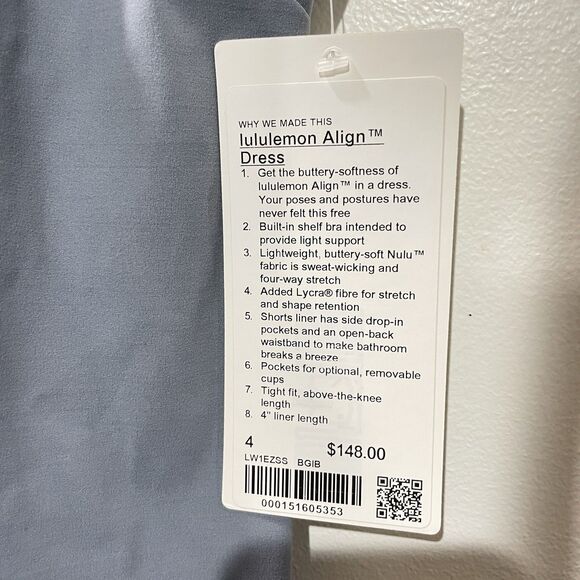 WHY WE MADE THIS
lululemon Align™
Dress
1. Get the buttery-softness of
lululemon Align™ in a dress.
Your poses and postures have
never felt this free
2. Built-in shelf bra intended to
provide light support
3. Lightweight, buttery-soft Nulu™
fabric is sweat-wicking and
four-way stretch
4. Added Lycra® fibre for stretch
and shape retention
5. Shorts liner has side drop-in
pockets and an open-back
waistband to make bathroom
breaks a breeze
6. Pockets for optional, removable
cups
7. Tight fit, above-the-knee
length
8. 4" liner length
4 $148.00
LW1EZSS BGIB
000151605353